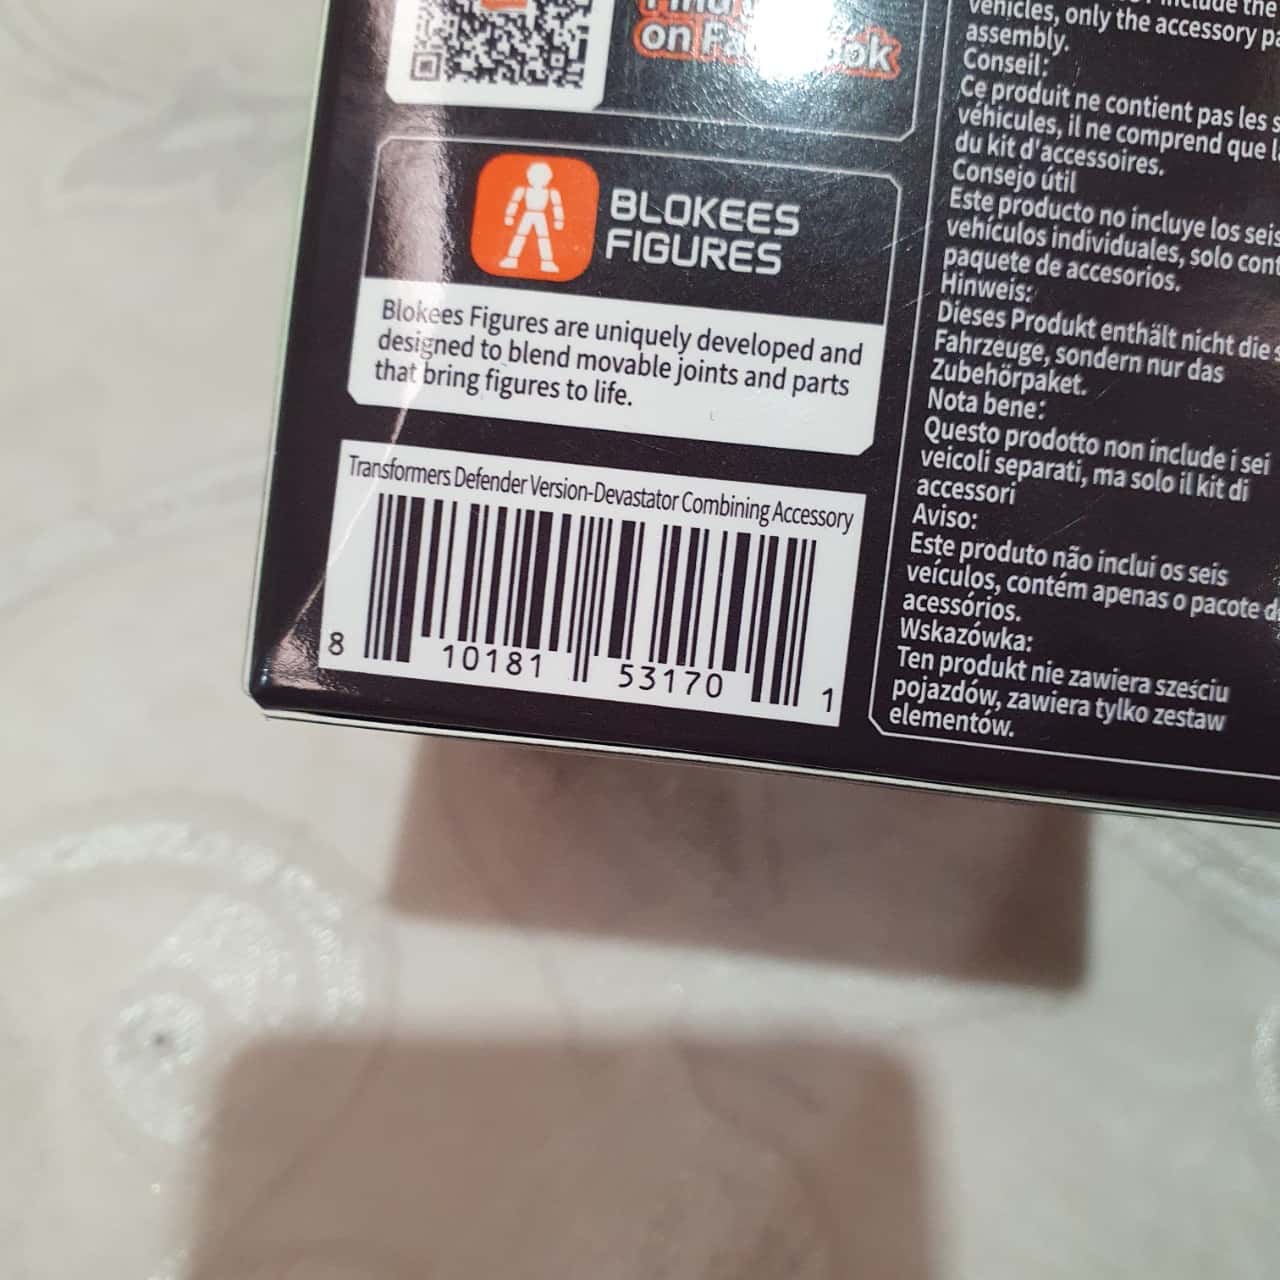 on Fa ok
BLOKEES
FIGURES
Blokees Figures are uniquely developed and
designed to blend movable joints and parts
that bring figures to life.
Transformers Defender Version-Devastator Combining Accessory
8 10181 53170 1
include the
vehicles, only the accessory
assembly.
Conseil:
Ce produit ne contient pas les
véhicules, il ne comprend que
du kit d'accessoires.
Consejo útil
Este producto no incluye los seis
vehículos individuales, solo
paquete de accesorios.
Hinweis:
Dieses Produkt enthält nicht die
Fahrzeuge, sondern nur das
Zubehörpaket.
Nota bene:
Questo prodotto non include i sei
veicoli separati, ma solo il kit di
accessori
Aviso:
Este produto não inclui os seis
veículos, contém apenas o pacote
acessórios.
Wskazówka:
Ten produkt nie zawiera sześciu
pojazdów, zawiera tylko zestaw
elementów.